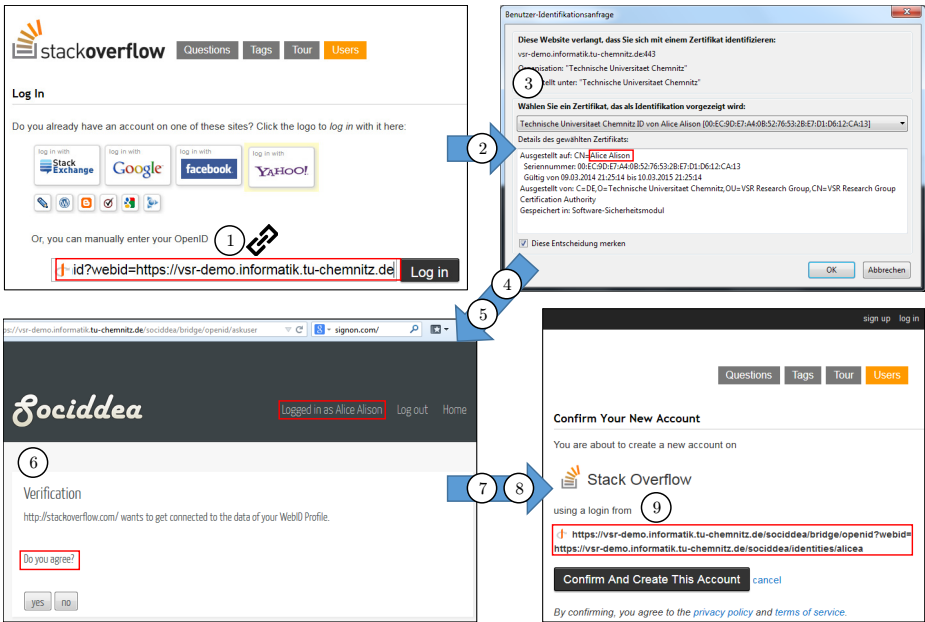 stackoverflow Questions Tags Tour Users
Log In
Do you already have an account on one of these sites? Click the logo to log in with it here:
log in with log in with log in with log in with
StackExchange Google facebook YAHOO!
Or, you can manually enter your OpenID 1
id?webid=https://vsr-demo.informatik.tu-chemnitz.de Log in
2
Benutzer-Identifikationsanfrage
Diese Website verlangt, dass Sie sich mit einem Zertifikat identifizieren:
vsr-demo.informatik.tu-chemnitz.de:443
Organisation: "Technische Universitaet Chemnitz"
3 stellt unter: "Technische Universitaet Chemnitz"
Wählen Sie ein Zertifikat, das als Identifikation vorgezeigt wird:
Technische Universitaet Chemnitz ID von Alice Alison [00:EC:9D:E7:A4:0B:52:76:53:2B:E7:D1:D6:12:CA:13]
Details des gewählten Zertifikats:
Ausgestellt auf: CN=Alice Alison
Seriennummer: 00:EC:9D:E7:A4:0B:52:76:53:2B:E7:D1:D6:12:CA:13
Gültig von 09.03.2014 21:25:14 bis 10.03.2015 21:25:14
Ausgestellt von: C=DE,O=Technische Universitaet Chemnitz,OU=VSR Research Group,CN=VSR Research Group
Certification Authority
Gespeichert in: Software-Sicherheitsmodul
Diese Entscheidung merken
OK Abbrechen
4
5
ps://vsr-demo.informatik.tu-chemnitz.de/sociddea/bridge/openid/askuser signon.com/
Sociddea Logged in as Alice Alison Log out Home
6
Verification
http://stackoverflow.com/ wants to get connected to the data of your WebID Profile.
Do you agree?
yes no
7 8
sign up log in
Questions Tags Tour Users
Confirm Your New Account
You are about to create a new account on
Stack Overflow
using a login from 9
https://vsr-demo.informatik.tu-chemnitz.de/sociddea/bridge/openid?webid=
https://vsr-demo.informatik.tu-chemnitz.de/sociddea/identities/alicea
Confirm And Create This Account cancel
By confirming, you agree to the privacy policy and terms of service.